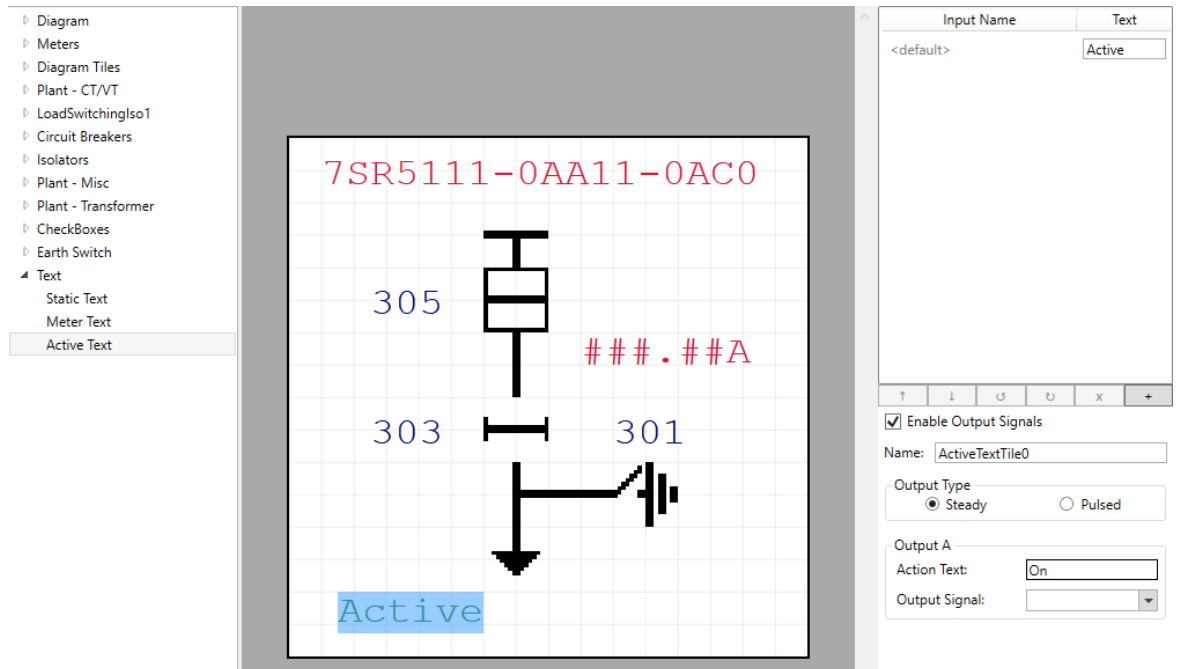 Diagram
Meters
Diagram Tiles
Plant - CT/VT
LoadSwitchingIso1
Circuit Breakers
Isolators
Plant - Misc
Plant - Transformer
CheckBoxes
Earth Switch
Text
Static Text
Meter Text
Active Text
7SR5111-0AA11-0AC0
305
###.##A
303 301
Active
Input Name Text
<default> Active
x +
Enable Output Signals
Name: ActiveTextTile0
Output Type
Steady Pulsed
Output A
Action Text: On
Output Signal: